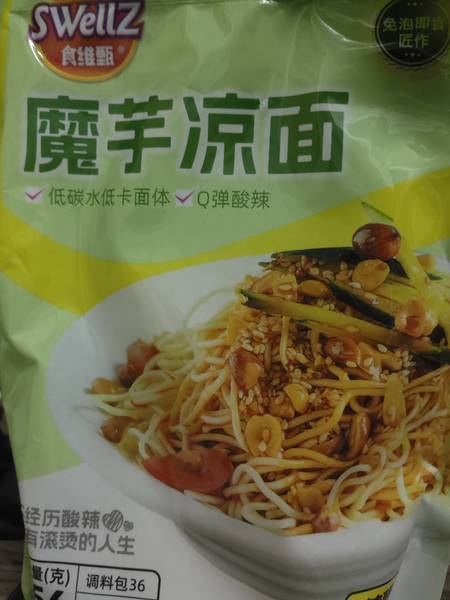 SWellZ
食维甄®
免泡即食
匠作
魔芋凉面
低碳水低卡面体 Q弹酸辣
经历酸辣
有滚烫的人生
量(克)
调料包36